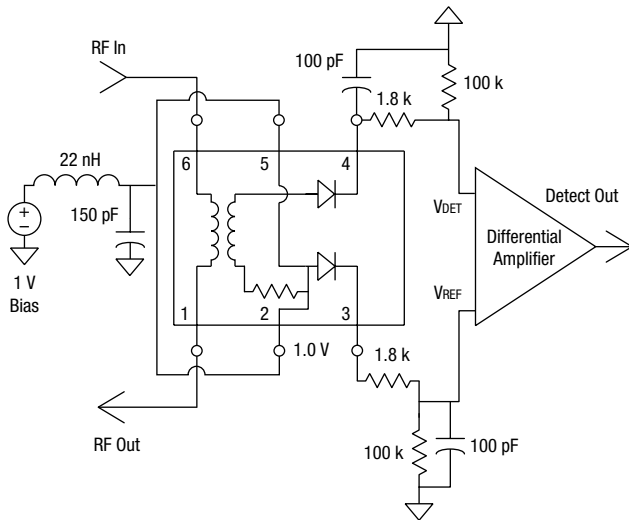 RF In
100 pF
1.8 k
100 k
22 nH
150 pF
1 V
Bias
6
5
4
1
2
3
1.0 V
VDET
VREF
Differential
Amplifier
Detect Out
1.8 k
RF Out
100 k
100 pF